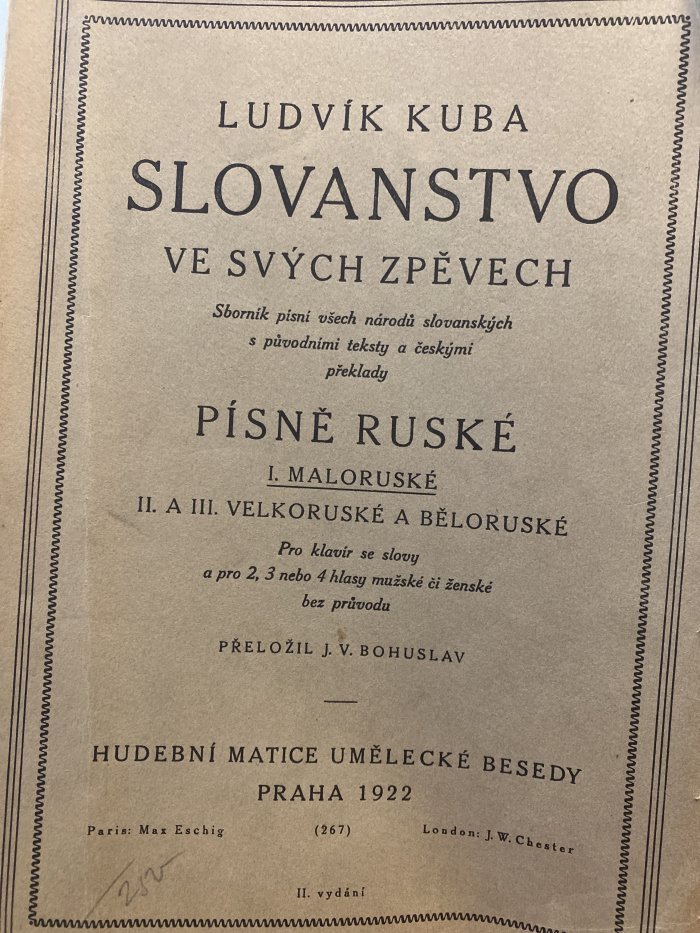 LUDVÍK KUBA
SLOVANSTVO
VE SVÝCH ZPĚVECH
Sborník písní všech národů slovanských
s původními teksty a českými
překlady
PÍSNĚ RUSKÉ
I. MALORUSKÉ
II. A III. VELKORUSKÉ A BĚLORUSKÉ
Pro klavír se slovy
a pro 2, 3 nebo 4 hlasy mužské či ženské
bez průvodu
PŘELOŽIL J. V. BOHUSLAV
HUDEBNÍ MATICE UMĚLECKÉ BESEDY
PRAHA 1922
Paris: Max Eschig (267) London: J. W. Chester
II. vydání